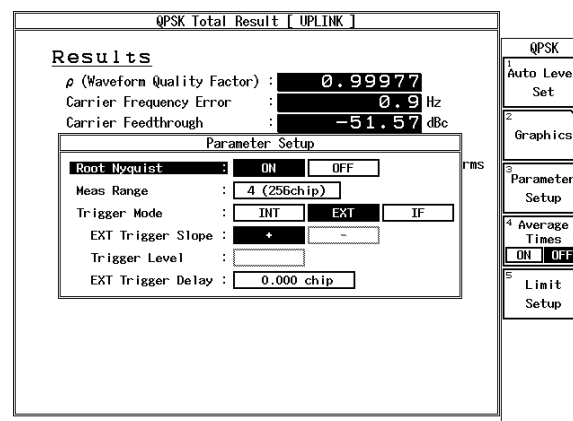 QPSK Total Result [ UPLINK ]
Results
ρ (Waveform Quality Factor) : 0.99977
Carrier Frequency Error : 0.9 Hz
Carrier Feedthrough : -51.57 dBc
rms
Parameter Setup
Root Nyquist : ON OFF
Meas Range : 4 (256chip)
Trigger Mode : INT EXT IF
EXT Trigger Slope : + -
Trigger Level :
EXT Trigger Delay : 0.000 chip
QPSK
1
Auto Leve
Set
2
Graphics
3
Parameter
Setup
4 Average
Times
ON OFF
5
Limit
Setup